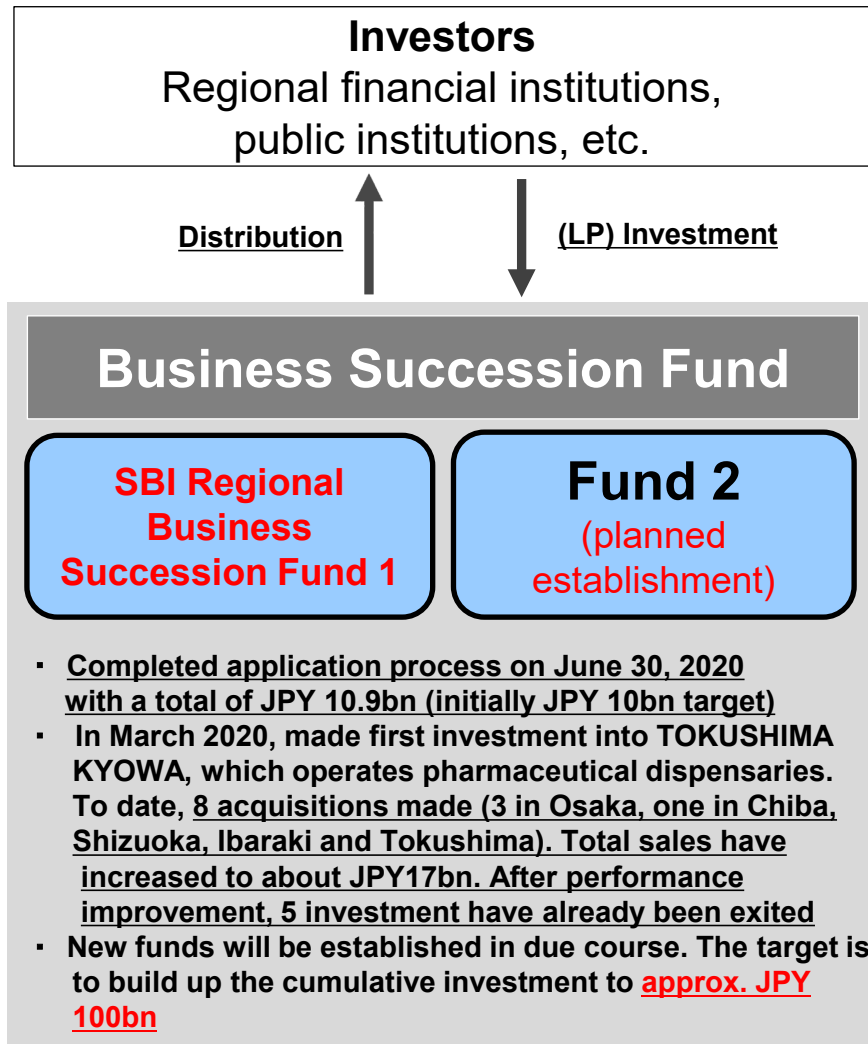 Investors
Regional financial institutions,
public institutions, etc.
Distribution
(LP) Investment
Business Succession Fund
SBI Regional
Business
Succession Fund 1
Fund 2
(planned
establishment)
· Completed application process on June 30, 2020
with a total of JPY 10.9bn (initially JPY 10bn target)
· In March 2020, made first investment into TOKUSHIMA
KYOWA, which operates pharmaceutical dispensaries.
To date, 8 acquisitions made (3 in Osaka, one in Chiba,
Shizuoka, Ibaraki and Tokushima). Total sales have
increased to about JPY17bn. After performance
improvement, 5 investment have already been exited
· New funds will be established in due course. The target is
to build up the cumulative investment to approx. JPY
100bn